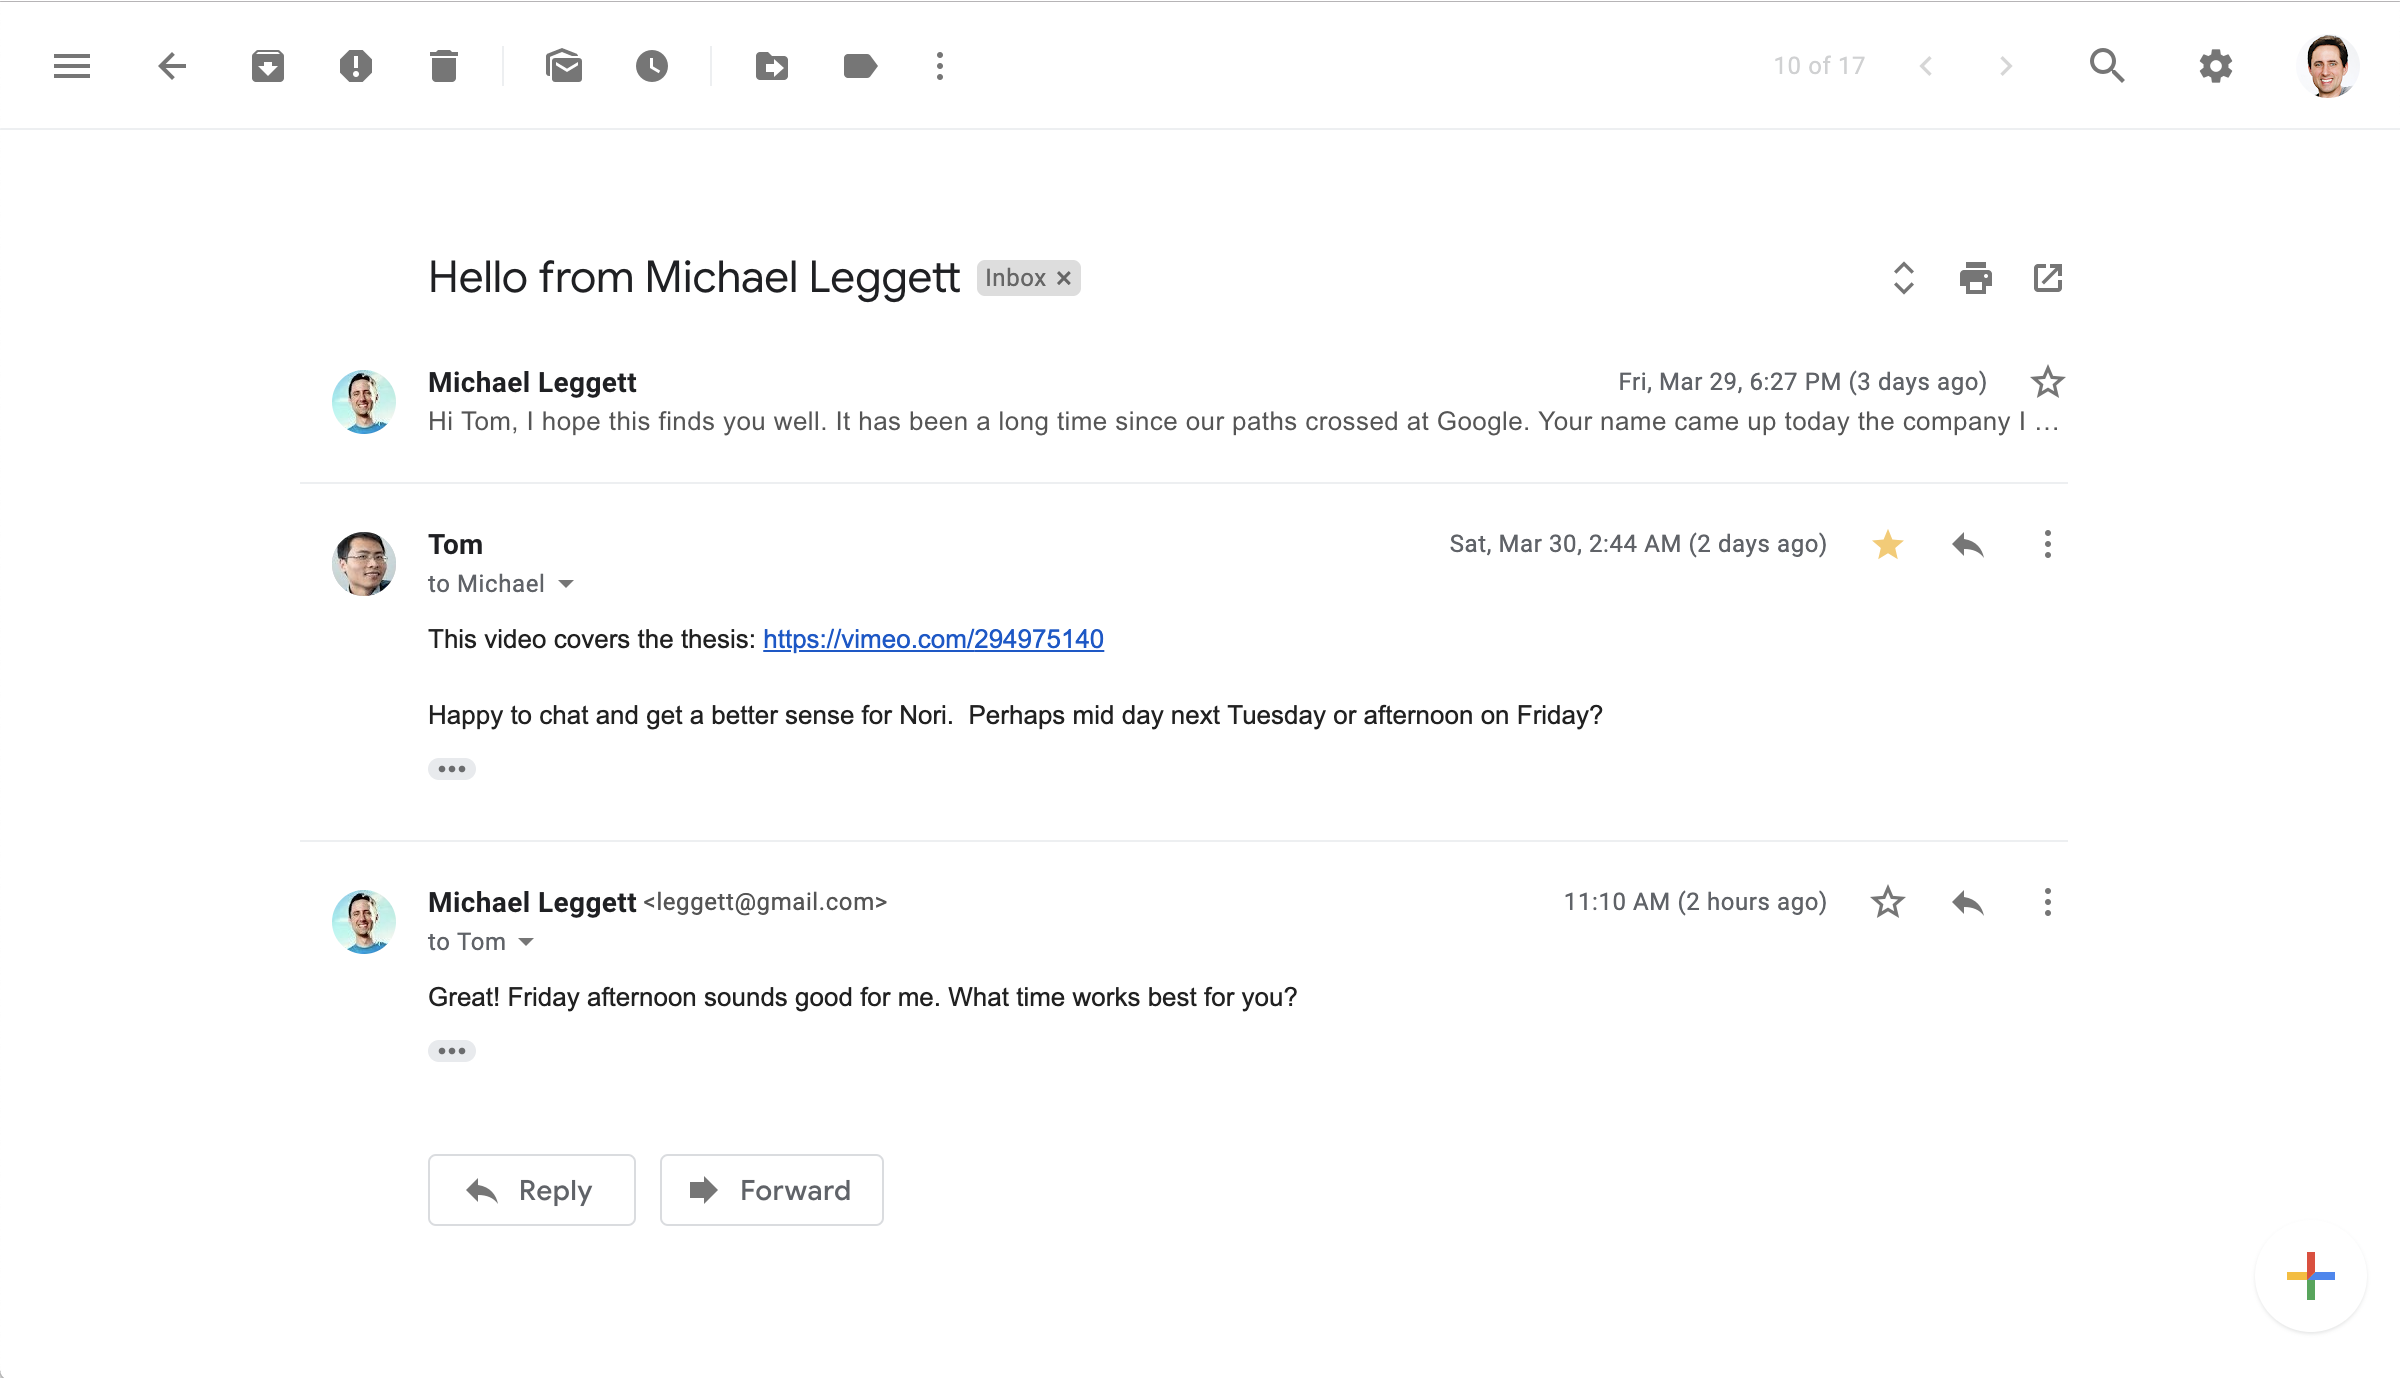 10 of 17
Hello from Michael Leggett Inbox ×
Michael Leggett Fri, Mar 29, 6:27 PM (3 days ago)
Hi Tom, I hope this finds you well. It has been a long time since our paths crossed at Google. Your name came up today the company I ...
Tom Sat, Mar 30, 2:44 AM (2 days ago)
to Michael
This video covers the thesis: https://vimeo.com/294975140
Happy to chat and get a better sense for Nori.  Perhaps mid day next Tuesday or afternoon on Friday?
Michael Leggett <leggett@gmail.com> 11:10 AM (2 hours ago)
to Tom
Great! Friday afternoon sounds good for me. What time works best for you?
Reply Forward